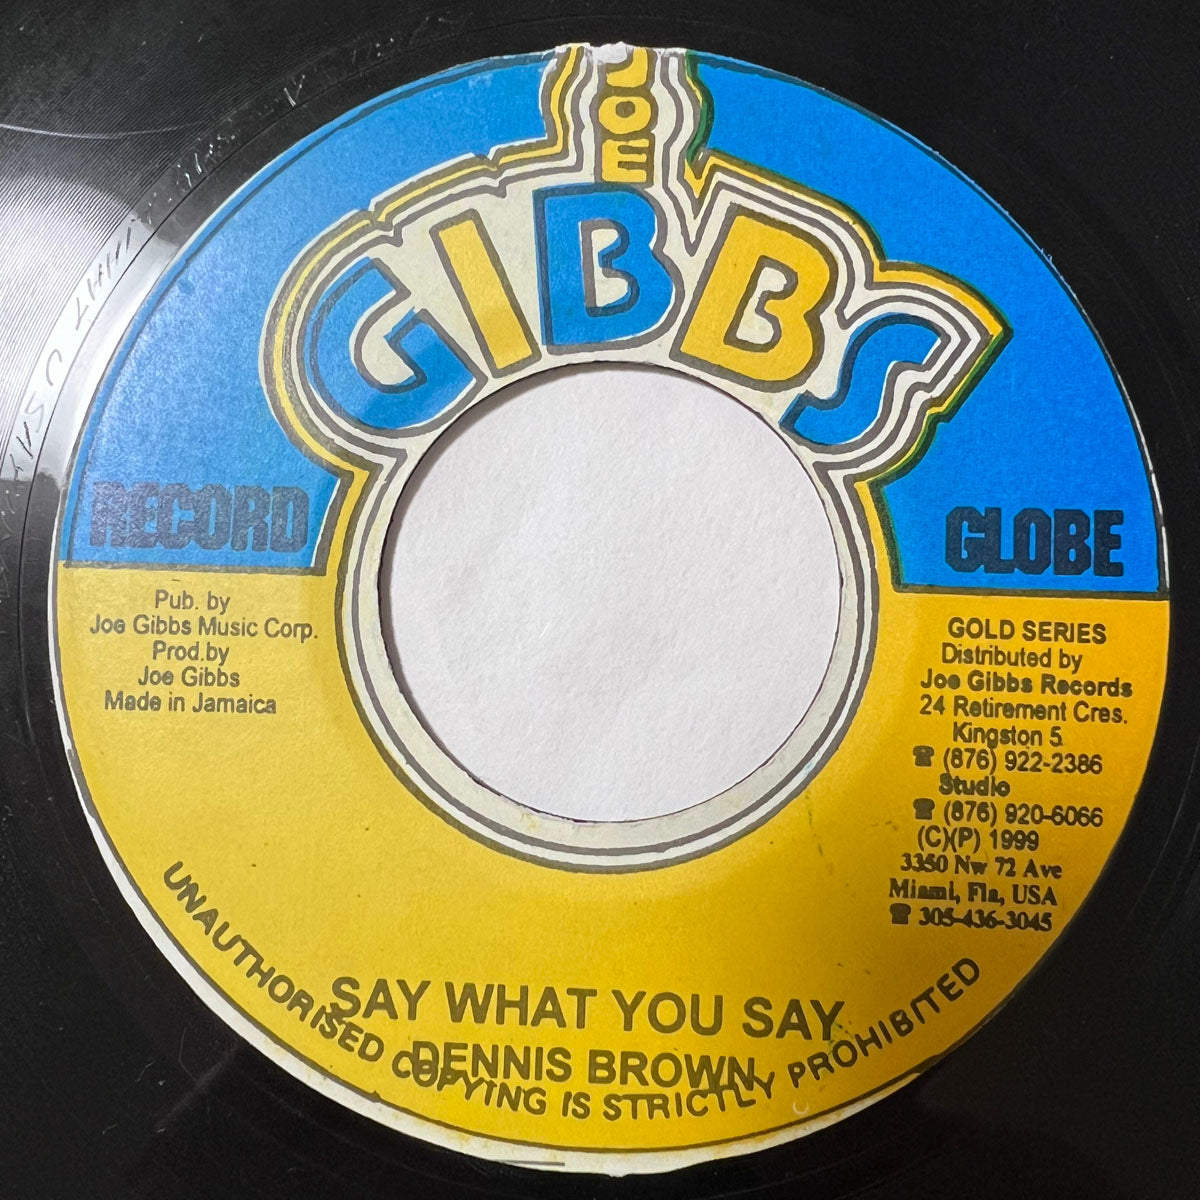 JOE
GIBBS
RECORD
GLOBE
Pub. by
Joe Gibbs Music Corp.
Prod.by
Joe Gibbs
Made in Jamaica
GOLD SERIES
Distributed by
Joe Gibbs Records
24 Retirement Cres.
Kingston 5
☎ (876) 922-2386
Studio
☎ (876) 920-6066
(C)(P) 1999
3350 Nw 72 Ave
Miami, Fla, USA
☎ 305-436-3045
SAY WHAT YOU SAY
DENNIS BROWN
UNAUTHORISED COPYING IS STRICTLY PROHIBITED